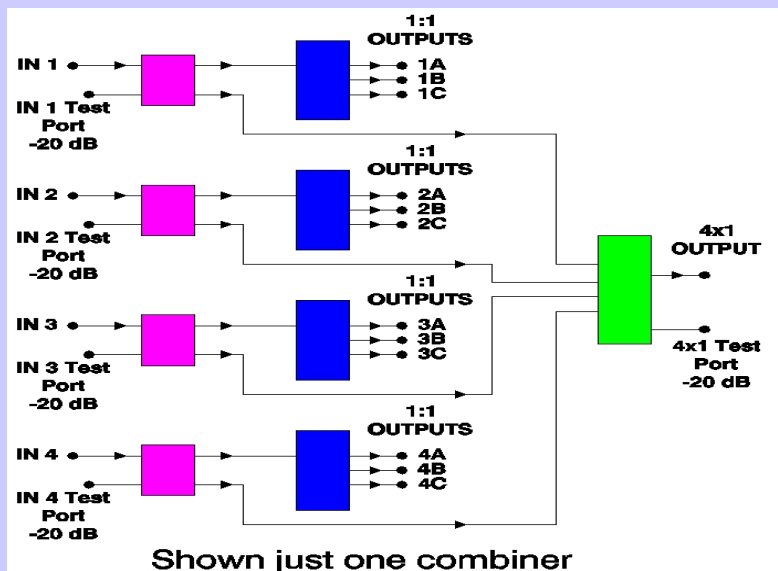 1:1
OUTPUTS
IN 1
1A
1B
1C
IN 1 Test
Port
-20 dB
1:1
OUTPUTS
IN 2
2A
2B
2C
IN 2 Test
Port
-20 dB
4x1
OUTPUT
1:1
OUTPUTS
IN 3
3A
3B
3C
IN 3 Test
Port
-20 dB
4x1 Test
Port
-20 dB
1:1
OUTPUTS
IN 4
4A
4B
4C
IN 4 Test
Port
-20 dB
Shown just one combiner